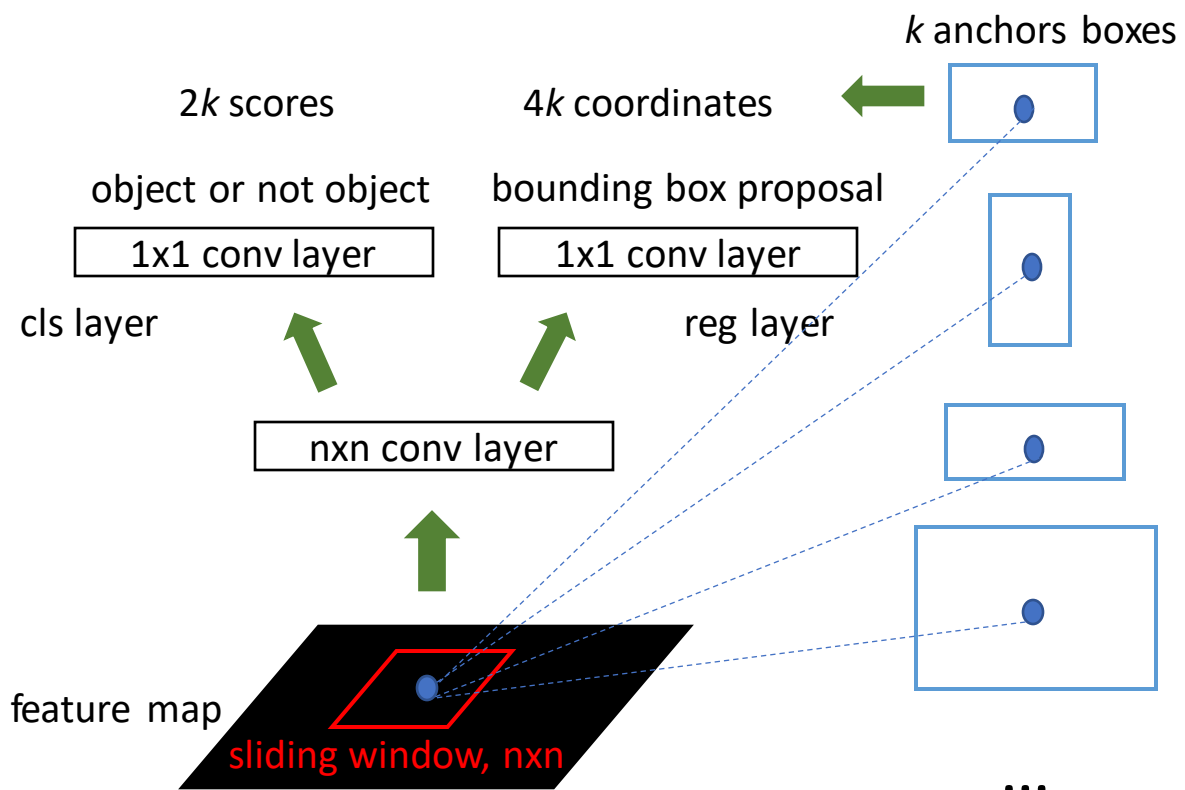 k anchors boxes
2k scores
4k coordinates
object or not object
bounding box proposal
1x1 conv layer
1x1 conv layer
cls layer
reg layer
nxn conv layer
feature map
sliding window, nxn
...